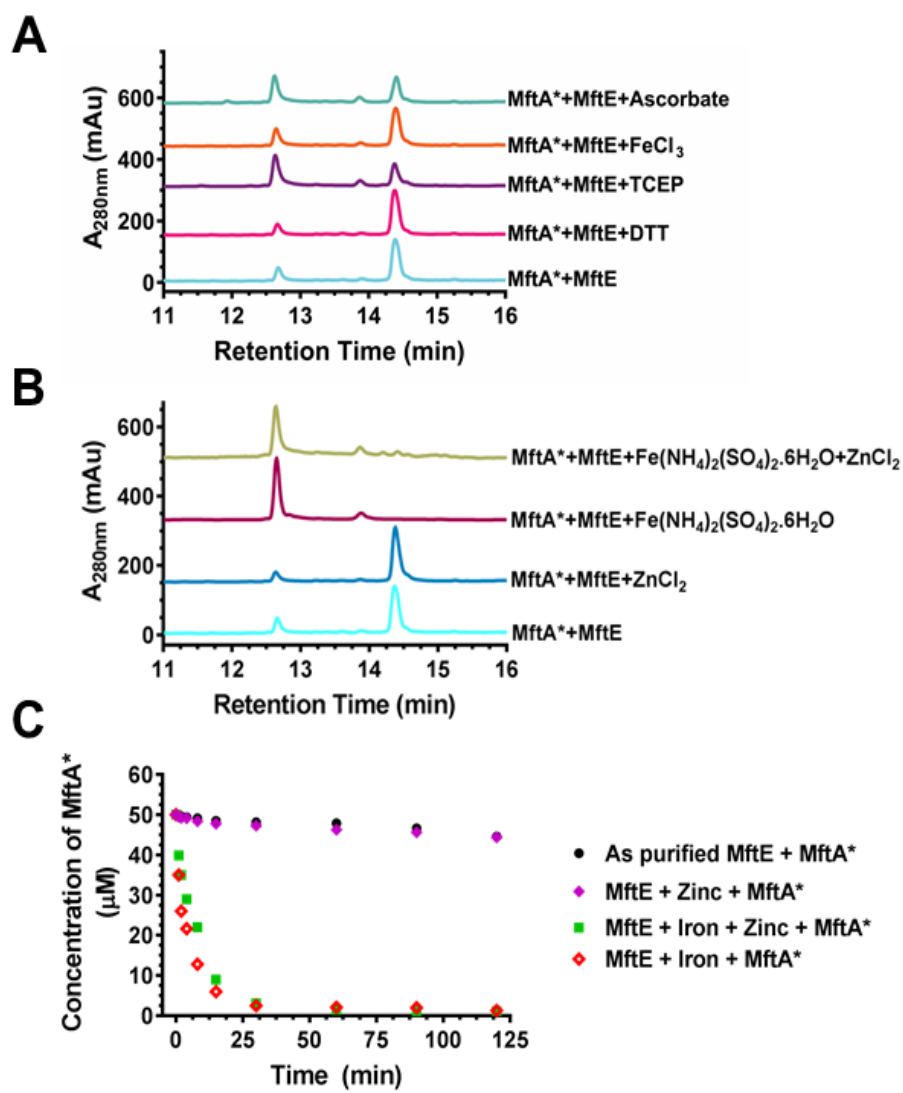 A
A280nm (mAu)
600
400
200
0
MftA*+MftE+Ascorbate
MftA*+MftE+FeCl3
MftA*+MftE+TCEP
MftA*+MftE+DTT
MftA*+MftE
11 12 13 14 15 16
Retention Time (min)
B
A280nm (mAu)
600
400
200
0
MftA*+MftE+Fe(NH4)2(SO4)2.6H2O+ZnCl2
MftA*+MftE+Fe(NH4)2(SO4)2.6H2O
MftA*+MftE+ZnCl2
MftA*+MftE
11 12 13 14 15 16
Retention Time (min)
C
Concentration of MftA*
(μM)
60
50
40
30
20
10
0
0 25 50 75 100 125
Time (min)
As purified MftE + MftA*
MftE + Zinc + MftA*
MftE + Iron + Zinc + MftA*
MftE + Iron + MftA*